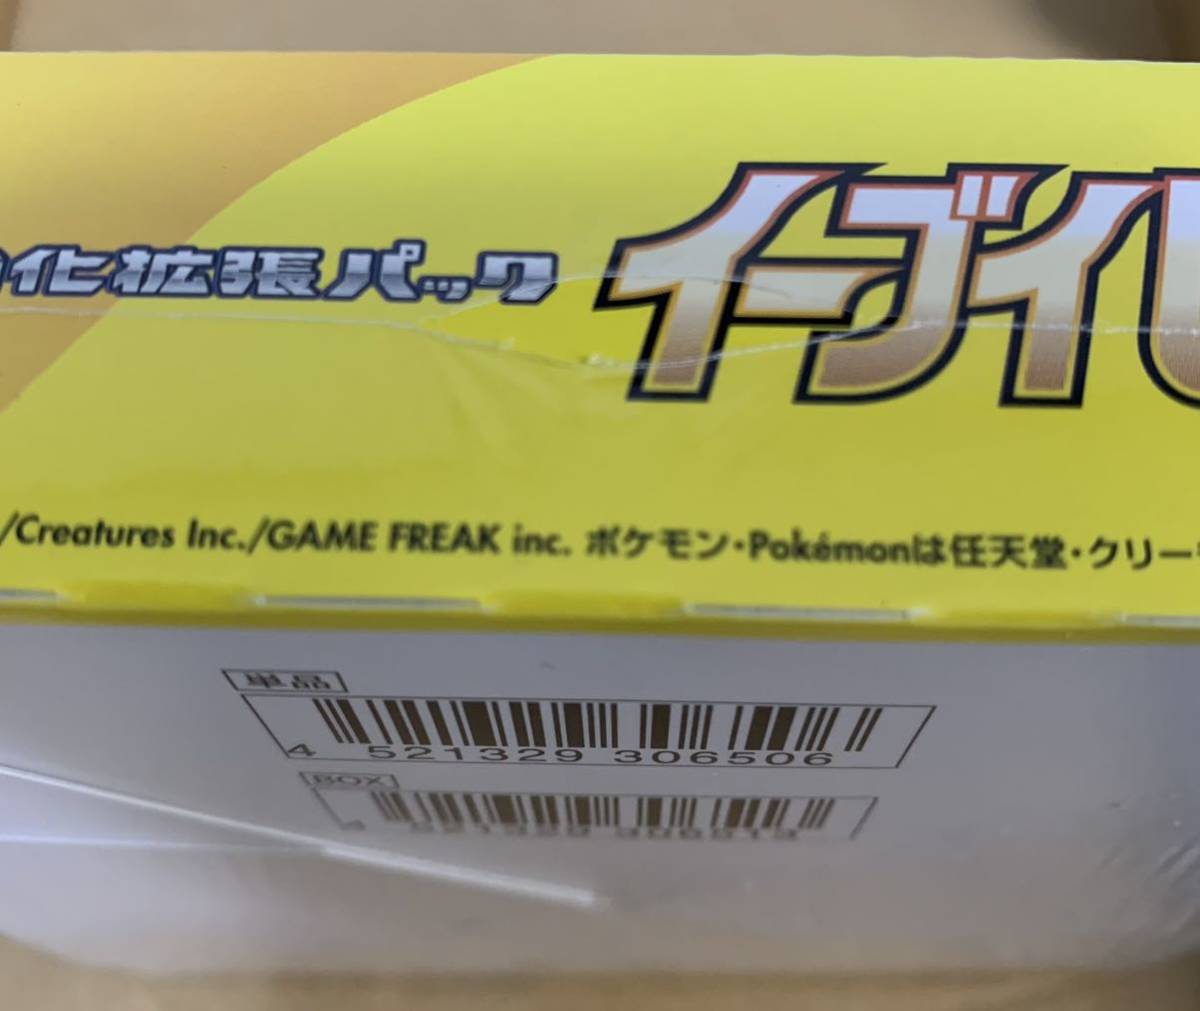 化拡張パック
イーブイ
/Creatures Inc./GAME FREAK inc. ポケモン・Pokémonは任天堂・クリー
単品
4 521329 306506
BOX
521329 306513